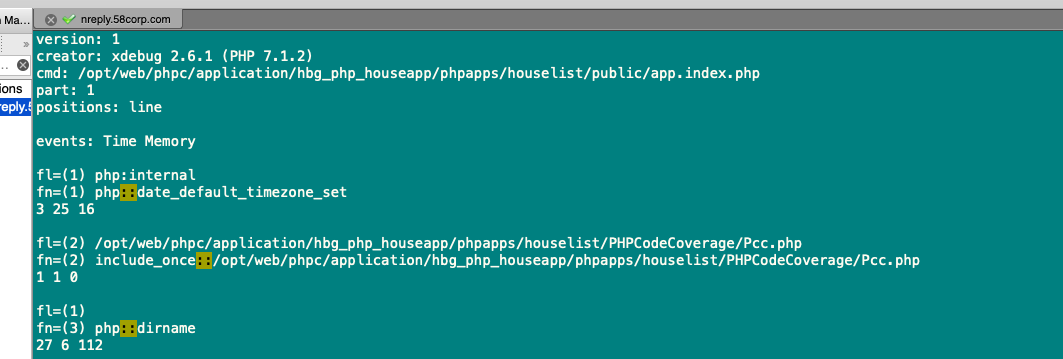 Ma...
nreply.58corp.com
»
ions
reply.5
version: 1
creator: xdebug 2.6.1 (PHP 7.1.2)
cmd: /opt/web/phpc/application/hbg_php_houseapp/phpapps/houselist/public/app.index.php
part: 1
positions: line
events: Time Memory
fl=(1) php:internal
fn=(1) php::date_default_timezone_set
3 25 16
fl=(2) /opt/web/phpc/application/hbg_php_houseapp/phpapps/houselist/PHPCodeCoverage/Pcc.php
fn=(2) include_once::/opt/web/phpc/application/hbg_php_houseapp/phpapps/houselist/PHPCodeCoverage/Pcc.php
1 1 0
fl=(1)
fn=(3) php::dirname
27 6 112